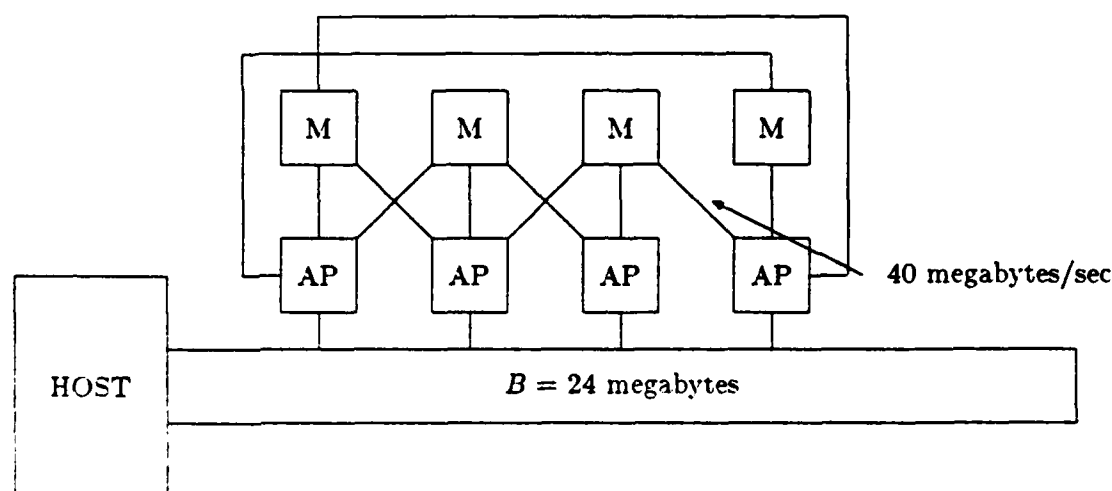 M M M M
AP AP AP AP
40 megabytes/sec
HOST
B = 24 megabytes